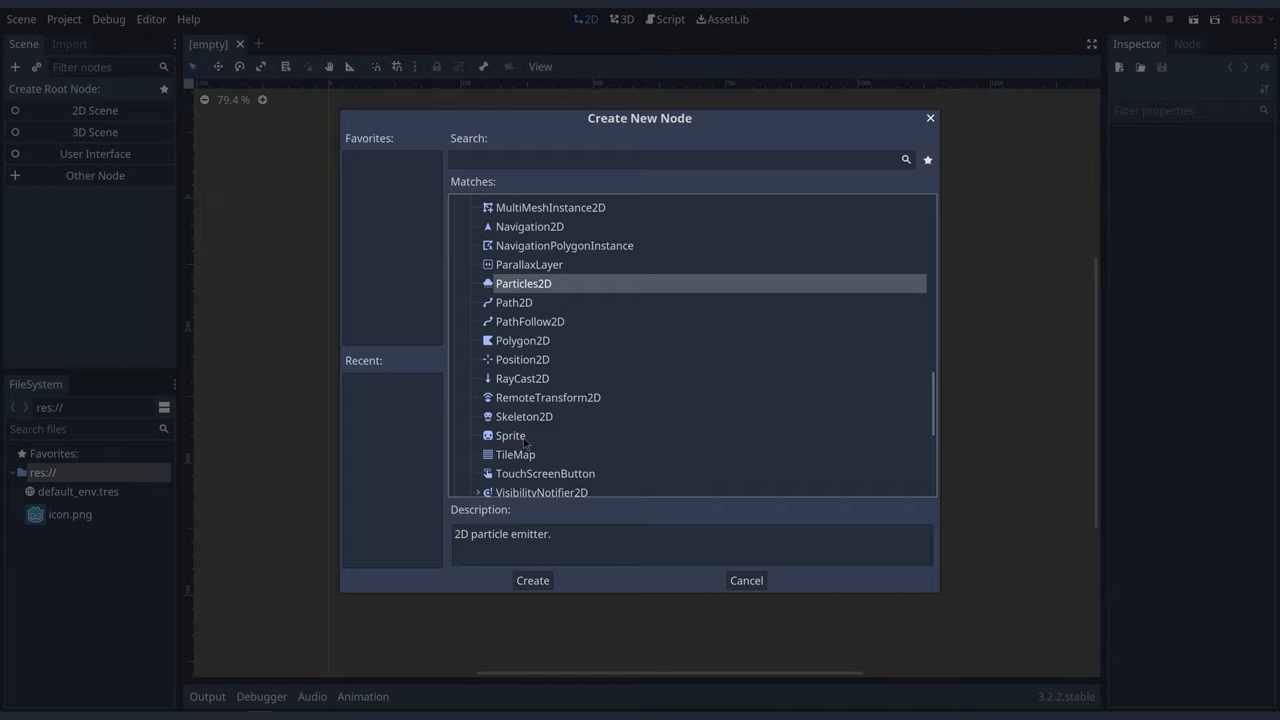 Scene Project Debug Editor Help
2D 3D Script AssetLib
GLES3
Scene Import
[empty]
Inspector Node
Filter nodes
View
Create Root Node:
79.4 %
Filter properties
2D Scene
3D Scene
User Interface
Other Node
Create New Node
Favorites:
Search:
Matches:
MultiMeshInstance2D
Navigation2D
NavigationPolygonInstance
ParallaxLayer
Particles2D
Path2D
PathFollow2D
Polygon2D
Position2D
RayCast2D
RemoteTransform2D
Skeleton2D
Sprite
TileMap
TouchScreenButton
VisibilityNotifier2D
Recent:
Description:
2D particle emitter.
Create Cancel
FileSystem
res://
Search files
Favorites:
res://
default_env.tres
icon.png
Output Debugger Audio Animation
3.2.2.stable